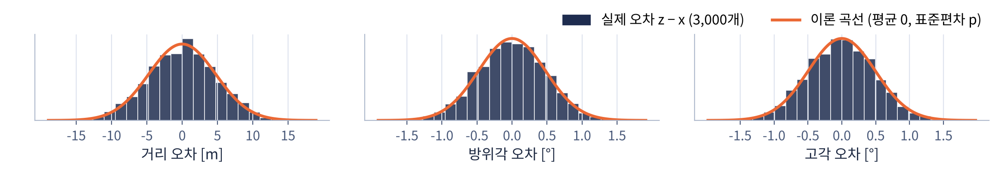 실제 오차 z − x (3,000개) 이론 곡선 (평균 0, 표준편차 p)
-15 -10 -5 0 5 10 15
거리 오차 [m]
-1.5 -1.0 -0.5 0.0 0.5 1.0 1.5
방위각 오차 [°]
-1.5 -1.0 -0.5 0.0 0.5 1.0 1.5
고각 오차 [°]